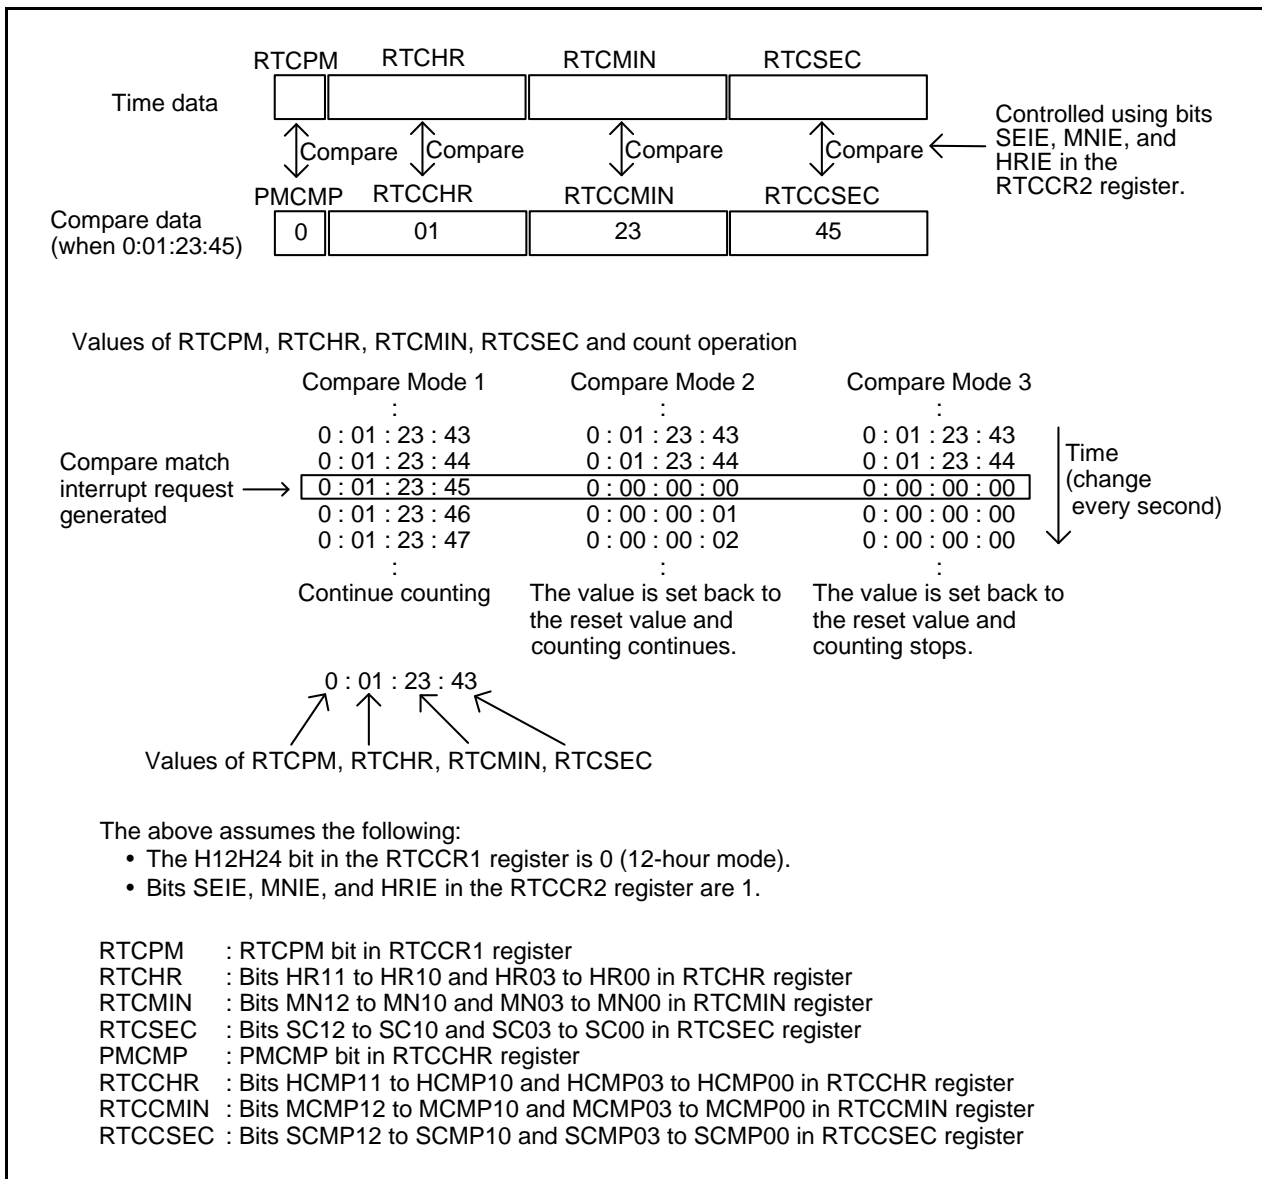 RTCPM RTCHR RTCMIN RTCSEC
Time data
Compare Compare Compare Compare
Controlled using bits
SEIE, MNIE, and
HRIE in the
RTCCR2 register.
PMCMP RTCCHR RTCCMIN RTCCSEC
Compare data
(when 0:01:23:45)
0 01 23 45
Values of RTCPM, RTCHR, RTCMIN, RTCSEC and count operation
Compare Mode 1 Compare Mode 2 Compare Mode 3
: : :
0 : 01 : 23 : 43 0 : 01 : 23 : 43 0 : 01 : 23 : 43
0 : 01 : 23 : 44 0 : 01 : 23 : 44 0 : 01 : 23 : 44
0 : 01 : 23 : 45 0 : 00 : 00 : 00 0 : 00 : 00 : 00
0 : 01 : 23 : 46 0 : 00 : 00 : 01 0 : 00 : 00 : 00
0 : 01 : 23 : 47 0 : 00 : 00 : 02 0 : 00 : 00 : 00
: : :
Compare match
interrupt request
generated
Time
(change
every second)
Continue counting
The value is set back to
the reset value and
counting continues.
The value is set back to
the reset value and
counting stops.
0 : 01 : 23 : 43
Values of RTCPM, RTCHR, RTCMIN, RTCSEC
The above assumes the following:
• The H12H24 bit in the RTCCR1 register is 0 (12-hour mode).
• Bits SEIE, MNIE, and HRIE in the RTCCR2 register are 1.
RTCPM : RTCPM bit in RTCCR1 register
RTCHR : Bits HR11 to HR10 and HR03 to HR00 in RTCHR register
RTCMIN : Bits MN12 to MN10 and MN03 to MN00 in RTCMIN register
RTCSEC : Bits SC12 to SC10 and SC03 to SC00 in RTCSEC register
PMCMP : PMCMP bit in RTCCHR register
RTCCHR : Bits HCMP11 to HCMP10 and HCMP03 to HCMP00 in RTCCHR register
RTCCMIN : Bits MCMP12 to MCMP10 and MCMP03 to MCMP00 in RTCCMIN register
RTCCSEC : Bits SCMP12 to SCMP10 and SCMP03 to SCMP00 in RTCCSEC register